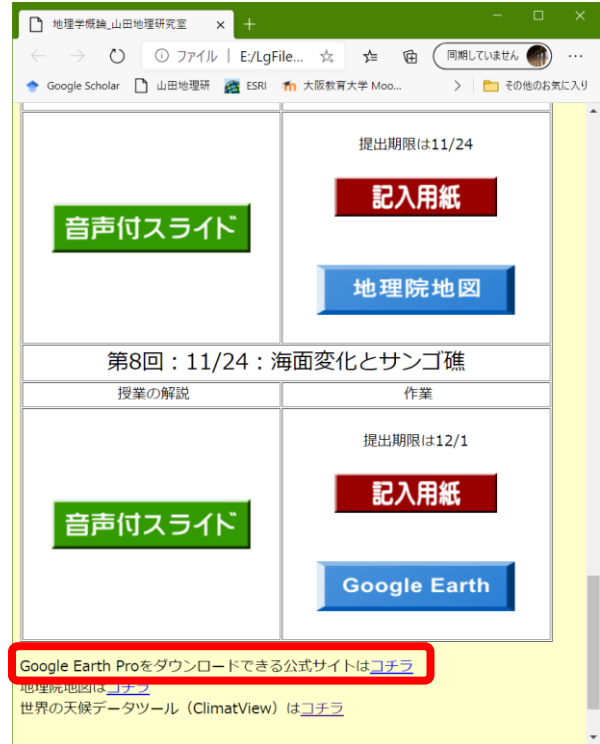 地理学概論_山田地理研究室
ファイル | E:/LgFile...
同期していません
Google Scholar 山田地理研 ESRI 大阪教育大学 Moo... その他のお気に入り
提出期限は11/24
音声付スライド
記入用紙
地理院地図
第8回：11/24：海面変化とサンゴ礁
授業の解説 作業
提出期限は12/1
音声付スライド
記入用紙
Google Earth
Google Earth Proをダウンロードできる公式サイトはコチラ
地理院地図はコチラ
世界の天候データツール（ClimatView）はコチラ